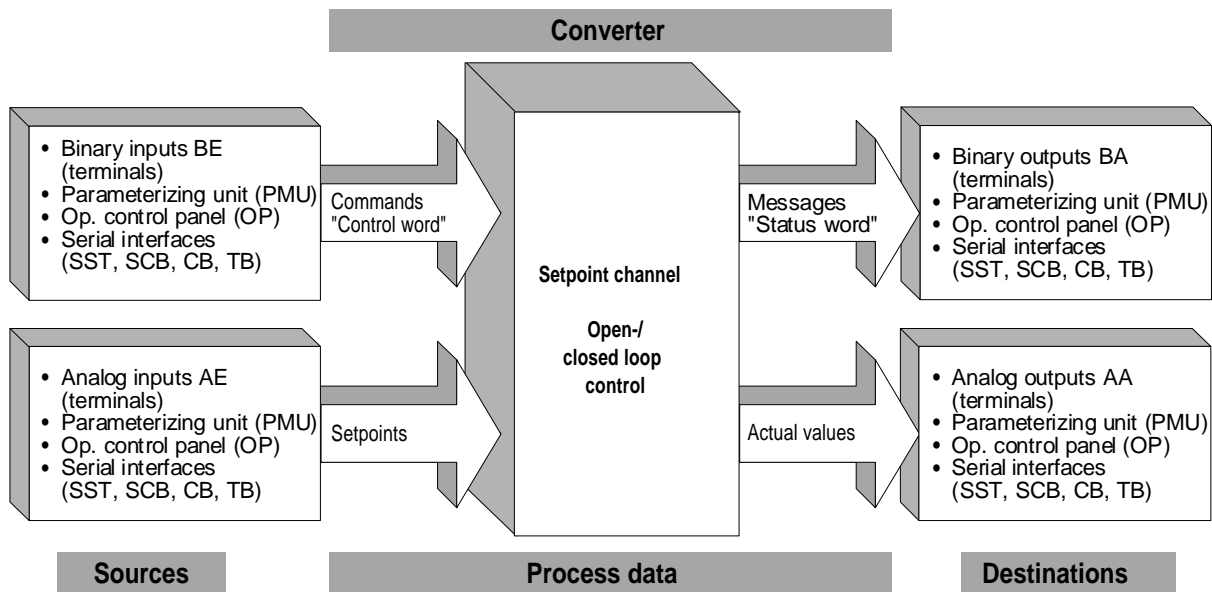 Converter
• Binary inputs BE
(terminals)
• Parameterizing unit (PMU)
• Op. control panel (OP)
• Serial interfaces
(SST, SCB, CB, TB)
Commands
"Control word"
Setpoint channel
Open-/
closed loop
control
Messages
"Status word"
• Binary outputs BA
(terminals)
• Parameterizing unit (PMU)
• Op. control panel (OP)
• Serial interfaces
(SST, SCB, CB, TB)
• Analog inputs AE
(terminals)
• Parameterizing unit (PMU)
• Op. control panel (OP)
• Serial interfaces
(SST, SCB, CB, TB)
Setpoints
Actual values
• Analog outputs AA
(terminals)
• Parameterizing unit (PMU)
• Op. control panel (OP)
• Serial interfaces
(SST, SCB, CB, TB)
Sources
Process data
Destinations